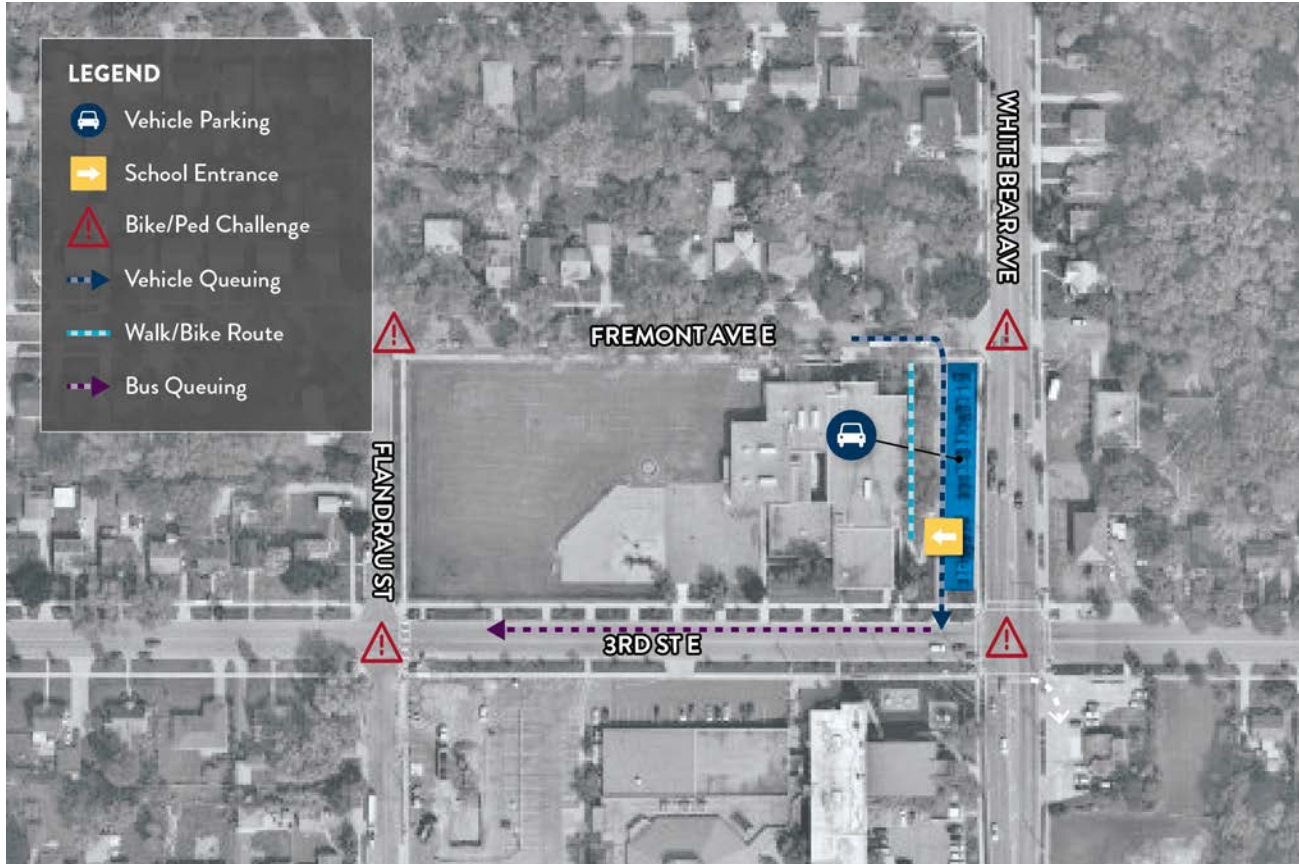 LEGEND
Vehicle Parking
School Entrance
Bike/Ped Challenge
Vehicle Queuing
Walk/Bike Route
Bus Queuing
WHITE BEAR AVE
FREMONT AVE E
FLANDRAU ST
3RD ST E